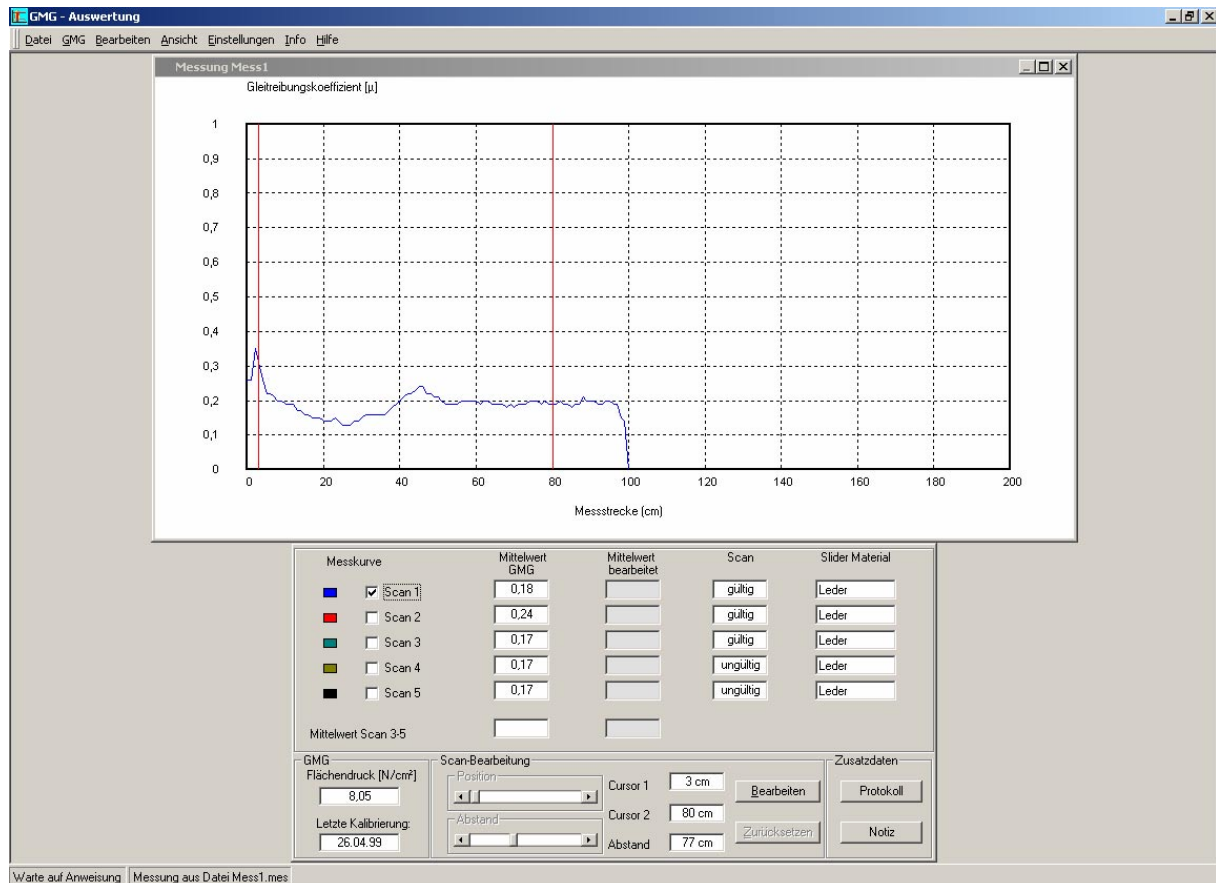 GMG - Auswertung
Datei GMG Bearbeiten Ansicht Einstellungen Info Hilfe
Messung Mess1
Gleitreibungskoeffizient [µ]
1
0,9
0,8
0,7
0,6
0,5
0,4
0,3
0,2
0,1
0
0 20 40 60 80 100 120 140 160 180 200
Messstrecke (cm)
Messkurve Mittelwert GMG Mittelwert bearbeitet Scan Slider Material
Scan 1 0,18 gültig Leder
Scan 2 0,24 gültig Leder
Scan 3 0,17 gültig Leder
Scan 4 0,17 ungültig Leder
Scan 5 0,17 ungültig Leder
Mittelwert Scan 3-5
GMG
Flächendruck [N/cm²]
8,05
Letzte Kalibrierung:
26.04.99
Scan-Bearbeitung
Position
Abstand
Cursor 1 3 cm
Cursor 2 80 cm
Abstand 77 cm
Bearbeiten
Zurücksetzen
Zusatzdaten
Protokoll
Notiz
Warte auf Anweisung Messung aus Datei Mess1.mes